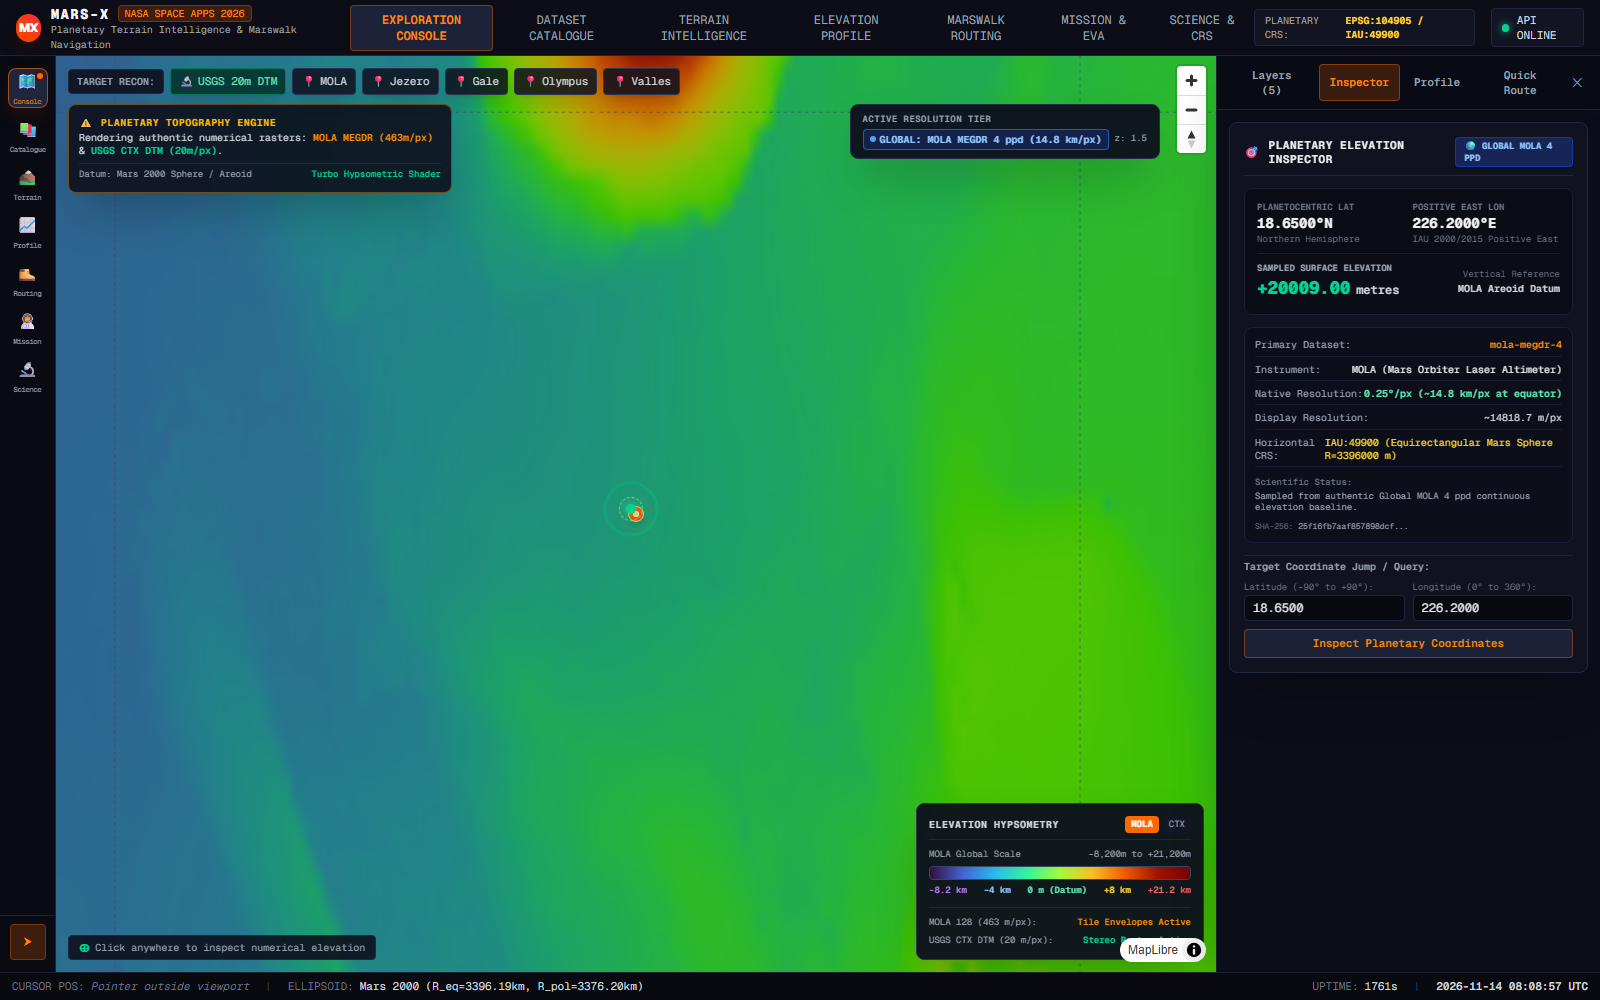 MX
MARS-X
NASA SPACE APPS 2026
Planetary Terrain Intelligence & Marswalk
Navigation
EXPLORATION
CONSOLE
DATASET
CATALOGUE
TERRAIN
INTELLIGENCE
ELEVATION
PROFILE
MARSWALK
ROUTING
MISSION &
EVA
SCIENCE &
CRS
PLANETARY
CRS:
EPSG:104905 /
IAU:49900
API
ONLINE
Console
Catalogue
Terrain
Profile
Routing
Mission
Science
TARGET RECON:
USGS 20m DTM
MOLA
Jezero
Gale
Olympus
Valles
PLANETARY TOPOGRAPHY ENGINE
Rendering authentic numerical rasters: MOLA MEGDR (463m/px)
& USGS CTX DTM (20m/px).
Datum: Mars 2000 Sphere / Areoid
Turbo Hypsometric Shader
ACTIVE RESOLUTION TIER
GLOBAL: MOLA MEGDR 4 ppd (14.8 km/px)
z: 1.5
Layers
(5)
Inspector
Profile
Quick
Route
PLANETARY ELEVATION
INSPECTOR
GLOBAL MOLA 4
PPD
PLANETOCENTRIC LAT
18.6500°N
Northern Hemisphere
POSITIVE EAST LON
226.2000°E
IAU 2000/2015 Positive East
SAMPLED SURFACE ELEVATION
+20009.00 metres
Vertical Reference
MOLA Areoid Datum
Primary Dataset: mola-megdr-4
Instrument: MOLA (Mars Orbiter Laser Altimeter)
Native Resolution: 0.25°/px (~14.8 km/px at equator)
Display Resolution: ~14818.7 m/px
Horizontal
CRS:
IAU:49900 (Equirectangular Mars Sphere
R=3396000 m)
Scientific Status:
Sampled from authentic Global MOLA 4 ppd continuous
elevation baseline.
SHA-256: 25f16fb7aaf857898dcf...
Target Coordinate Jump / Query:
Latitude (-90° to +90°):
18.6500
Longitude (0° to 360°):
226.2000
Inspect Planetary Coordinates
ELEVATION HYPSOMETRY
MOLA
CTX
MOLA Global Scale
-8,200m to +21,200m
-8.2 km
-4 km
0 m (Datum)
+8 km
+21.2 km
MOLA 128 (463 m/px): Tile Envelopes Active
USGS CTX DTM (20 m/px): Stereo
MapLibre
Click anywhere to inspect numerical elevation
CURSOR POS: Pointer outside viewport
|
ELLIPSOID: Mars 2000 (R_eq=3396.19km, R_pol=3376.20km)
UPTIME: 1761s
|
2026-11-14 08:08:57 UTC